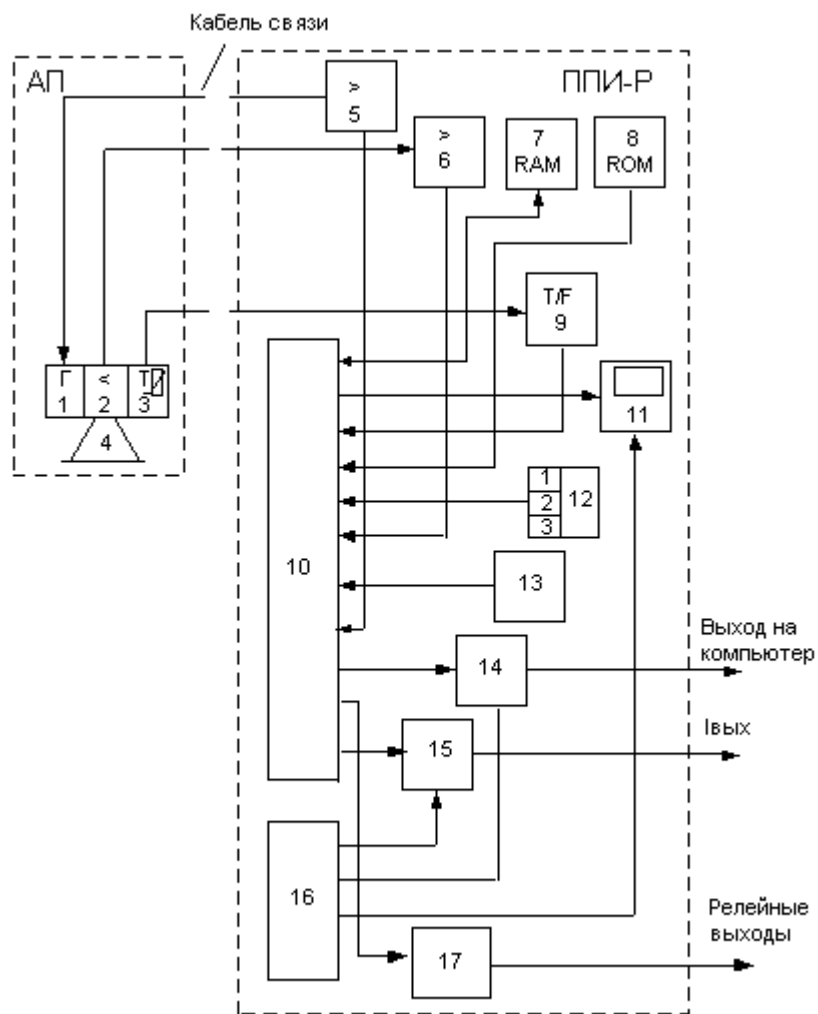 Кабель связи
АП
ППИ-Р
>
5
>
6
7
RAM
8
ROM
T/F
9
Г
1
<
2
Т
3
4
11
1
2
3
12
10
13
Выход на
компьютер
14
Iвых
15
16
Релейные
выходы
17